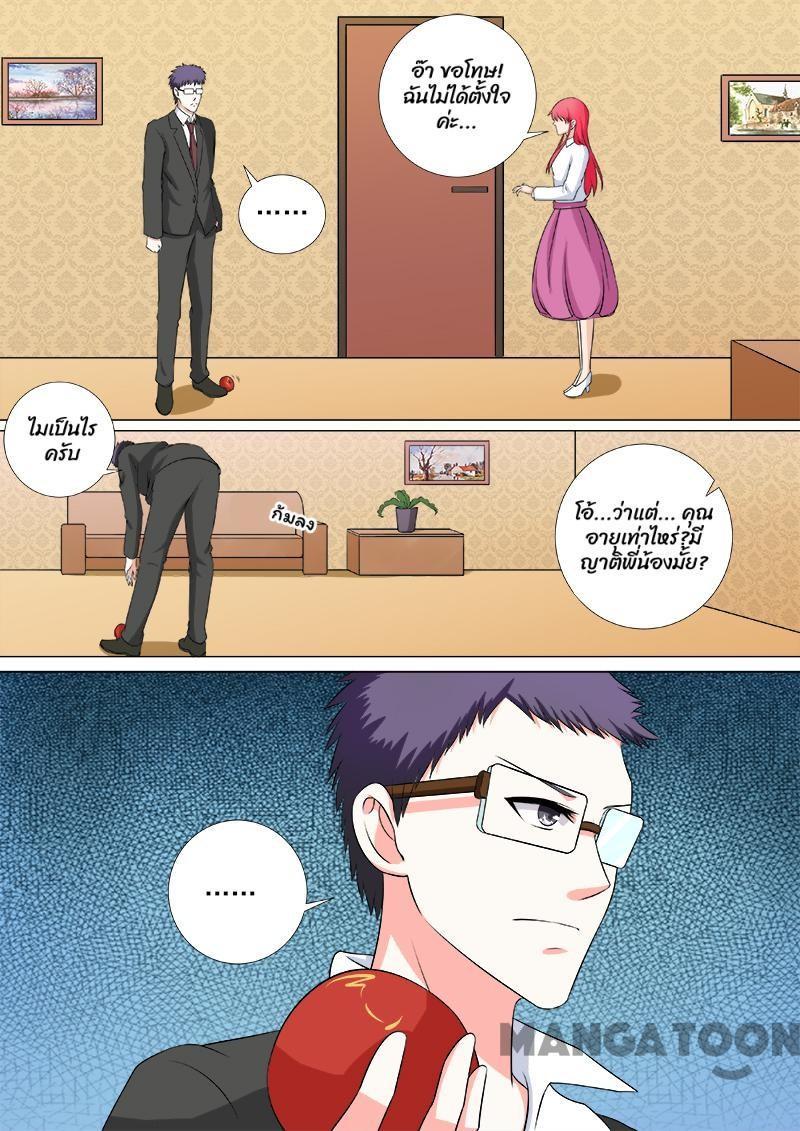 อ๊า ขอโทษ!
ฉันไม่ได้ตั้งใจ
ค่ะ...
......
ไมเป็นไร
ครับ
ก้มลง
โอ้...ว่าแต่... คุณ
อายุเท่าไหร่?มี
ญาติพี่น้องมั้ย?
......
MANGATOON